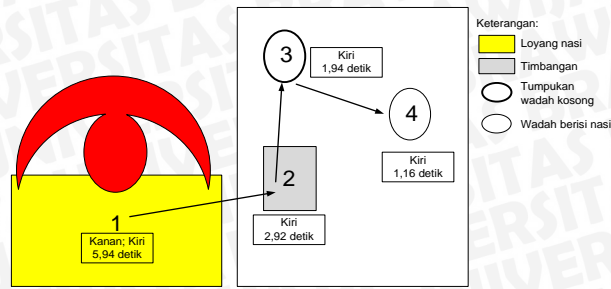 Keterangan:
Loyang nasi
Timbangan
Tumpukan
wadah kosong
Wadah berisi nasi
3
Kiri
1,94 detik
4
Kiri
1,16 detik
2
Kiri
2,92 detik
1
Kanan; Kiri
5,94 detik